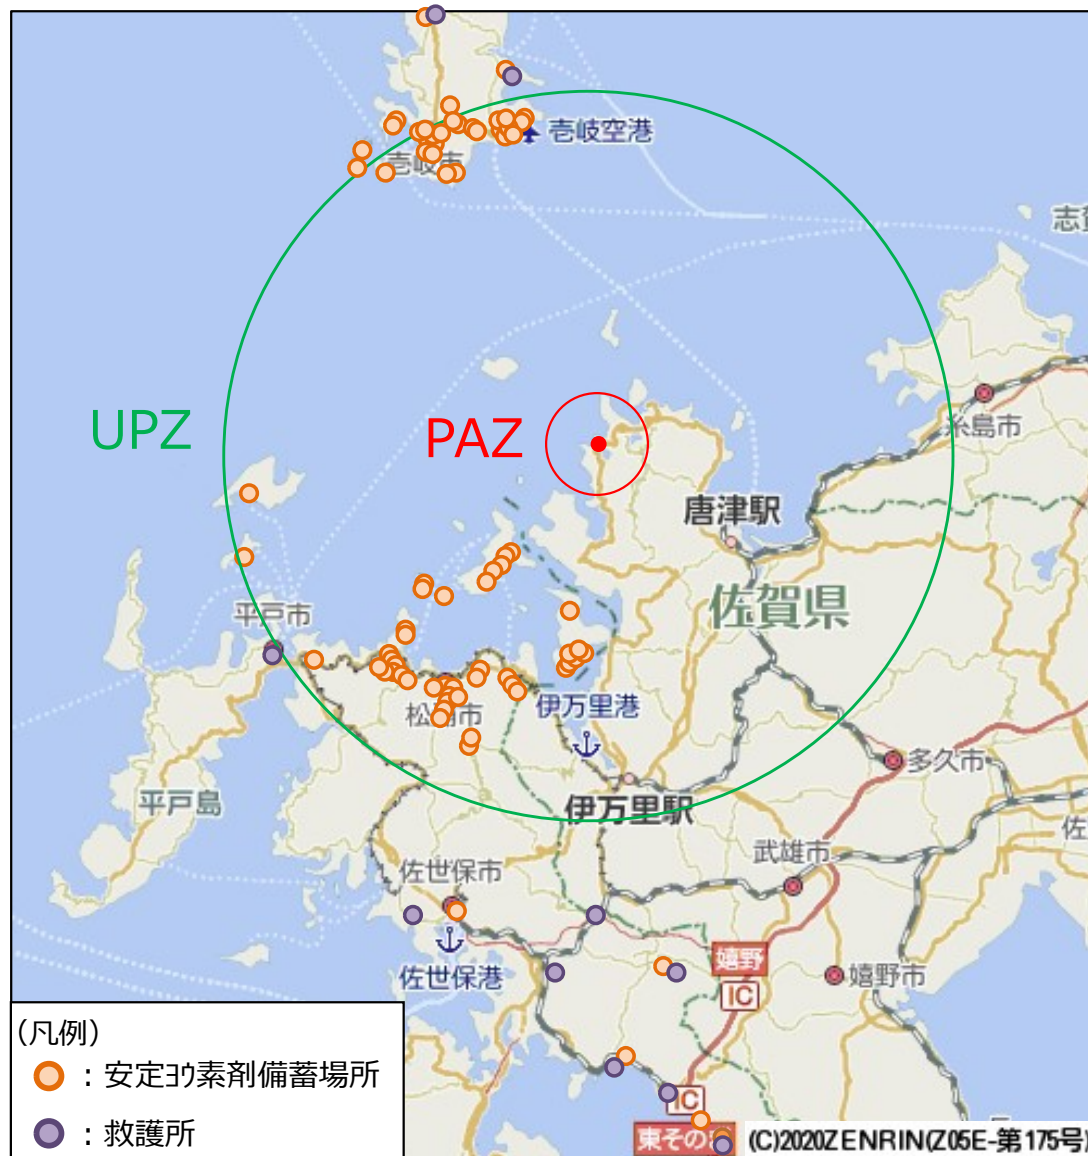 壱岐空港
壱岐市
志賀
UPZ
PAZ
糸島市
唐津駅
佐賀県
平戸市
伊万里港
松浦市
多久市
平戸島
伊万里駅
佐
武雄市
佐世保市
嬉野
佐世保港
IC
嬉野市
(凡例)
：安定ﾖｳ素剤備蓄場所
IC
：救護所
東その
(C)2020ZENRIN(Z05E-第175号)